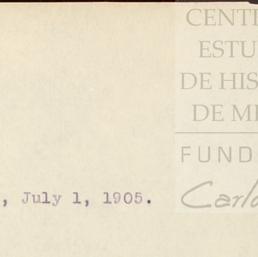 CENT
ESTU
DE HIS
DE M
FUND
Carl
, July 1, 1905.